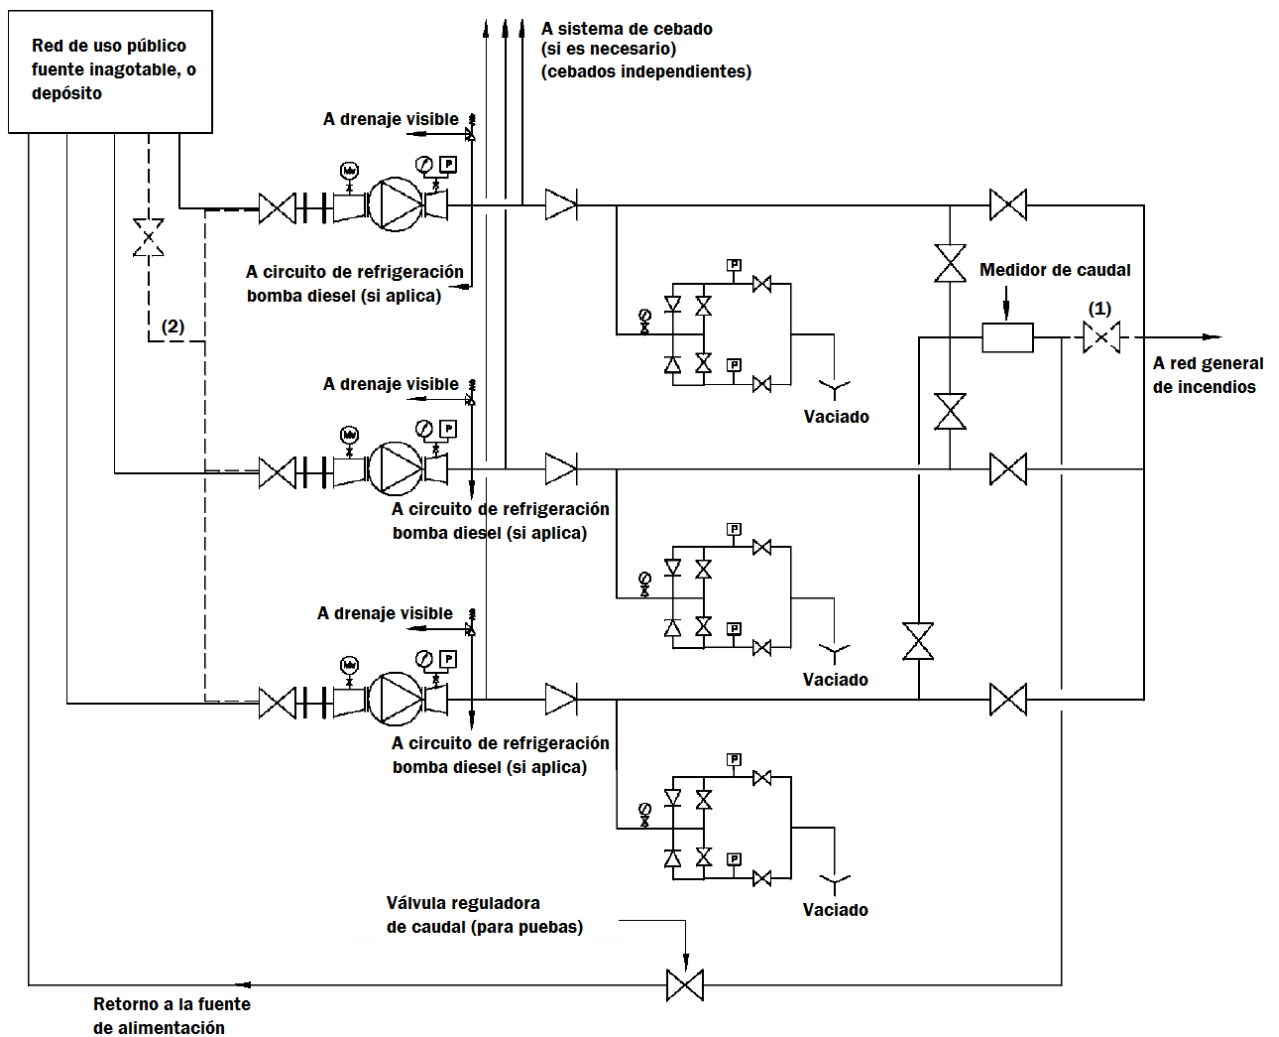 Red de uso público
fuente inagotable, o
depósito
A sistema de cebado
(si es necesario)
(cebados independientes)
A drenaje visible
Mv
P
A circuito de refrigeración
bomba diesel (si aplica)
(2)
P
Medidor de caudal
(1)
A red general
de incendios
P
Vaciado
A drenaje visible
Mv
P
A circuito de refrigeración
bomba diesel (si aplica)
P
P
Vaciado
A drenaje visible
Mv
P
A circuito de refrigeración
bomba diesel (si aplica)
P
P
Vaciado
Válvula reguladora
de caudal (para puebas)
Retorno a la fuente
de alimentación